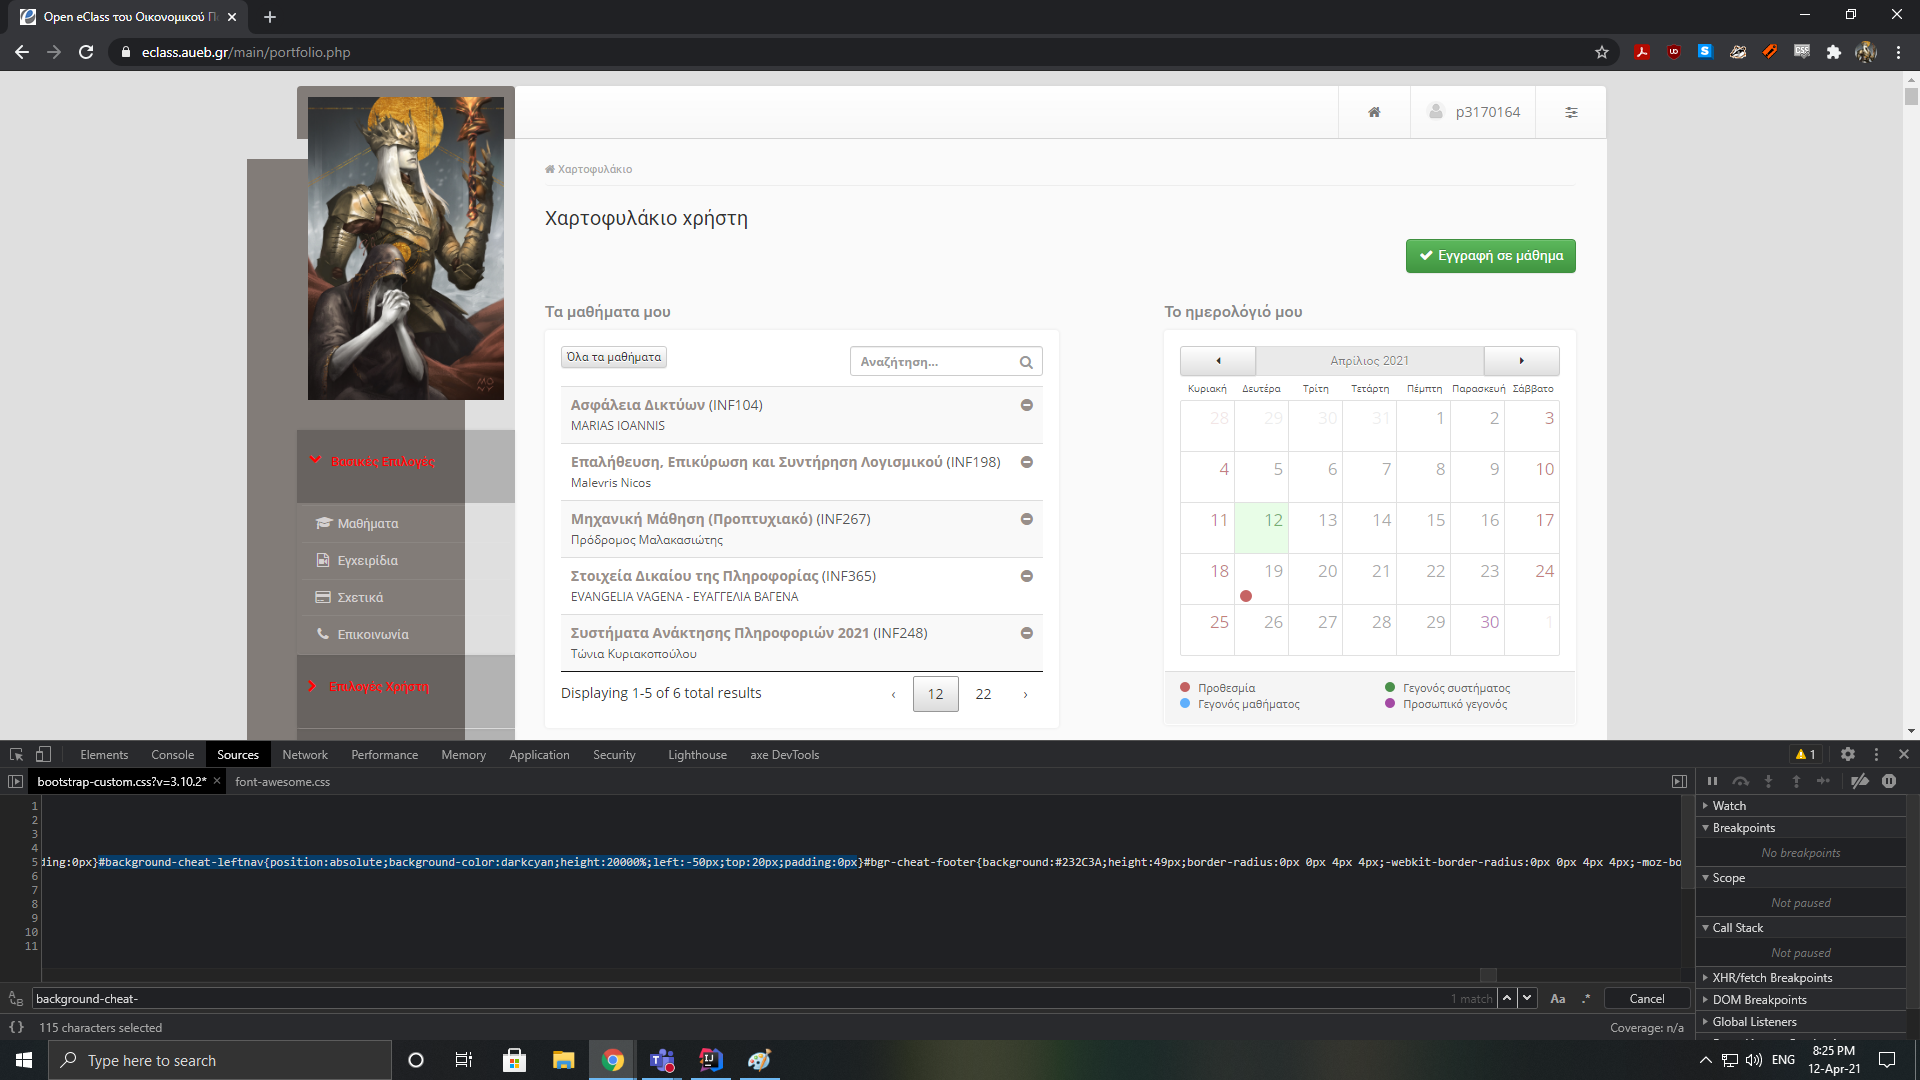 Open eClass του Οικονομικού Π
eclass.aueb.gr/main/portfolio.php
p3170164
Χαρτοφυλάκιο
Χαρτοφυλάκιο χρήστη
Εγγραφή σε μάθημα
Τα μαθήματα μου
Όλα τα μαθήματα
Αναζήτηση...
Ασφάλεια Δικτύων (INF104)
MARIAS IOANNIS
Επαλήθευση, Επικύρωση και Συντήρηση Λογισμικού (INF198)
Malevris Nicos
Μηχανική Μάθηση (Προπτυχιακό) (INF267)
Πρόδρομος Μαλακασιώτης
Στοιχεία Δικαίου της Πληροφορίας (INF365)
EVANGELIA VAGENA - ΕΥΑΓΓΕΛΙΑ ΒΑΓΕΝΑ
Συστήματα Ανάκτησης Πληροφοριών 2021 (INF248)
Τώνια Κυριακοπούλου
Displaying 1-5 of 6 total results
‹ 12 22 ›
Το ημερολόγιό μου
Απρίλιος 2021
Κυριακή Δευτέρα Τρίτη Τετάρτη Πέμπτη Παρασκευή Σάββατο
28 29 30 31 1 2 3
4 5 6 7 8 9 10
11 12 13 14 15 16 17
18 19 20 21 22 23 24
25 26 27 28 29 30 1
Προθεσμία
Γεγονός συστήματος
Γεγονός μαθήματος
Προσωπικό γεγονός
Βασικές Επιλογές
Μαθήματα
Εγχειρίδια
Σχετικά
Επικοινωνία
Επιλογές Χρήστη
Elements Console Sources Network Performance Memory Application Security Lighthouse axe DevTools
1
bootstrap-custom.css?v=3.10.2* × font-awesome.css
1
2
3
4
5 ding:0px}#background-cheat-leftnav{position:absolute;background-color:darkcyan;height:20000%;left:-50px;top:20px;padding:0px}#bgr-cheat-footer{background:#232C3A;height:49px;border-radius:0px 0px 4px 4px;-webkit-border-radius:0px 0px 4px 4px;-moz-bo
6
7
8
9
10
11
Watch
Breakpoints
No breakpoints
Scope
Not paused
Call Stack
Not paused
XHR/fetch Breakpoints
DOM Breakpoints
Global Listeners
background-cheat-
1 match
Aa .* Cancel
{} 115 characters selected
Coverage: n/a
Type here to search
ENG
8:25 PM
12-Apr-21